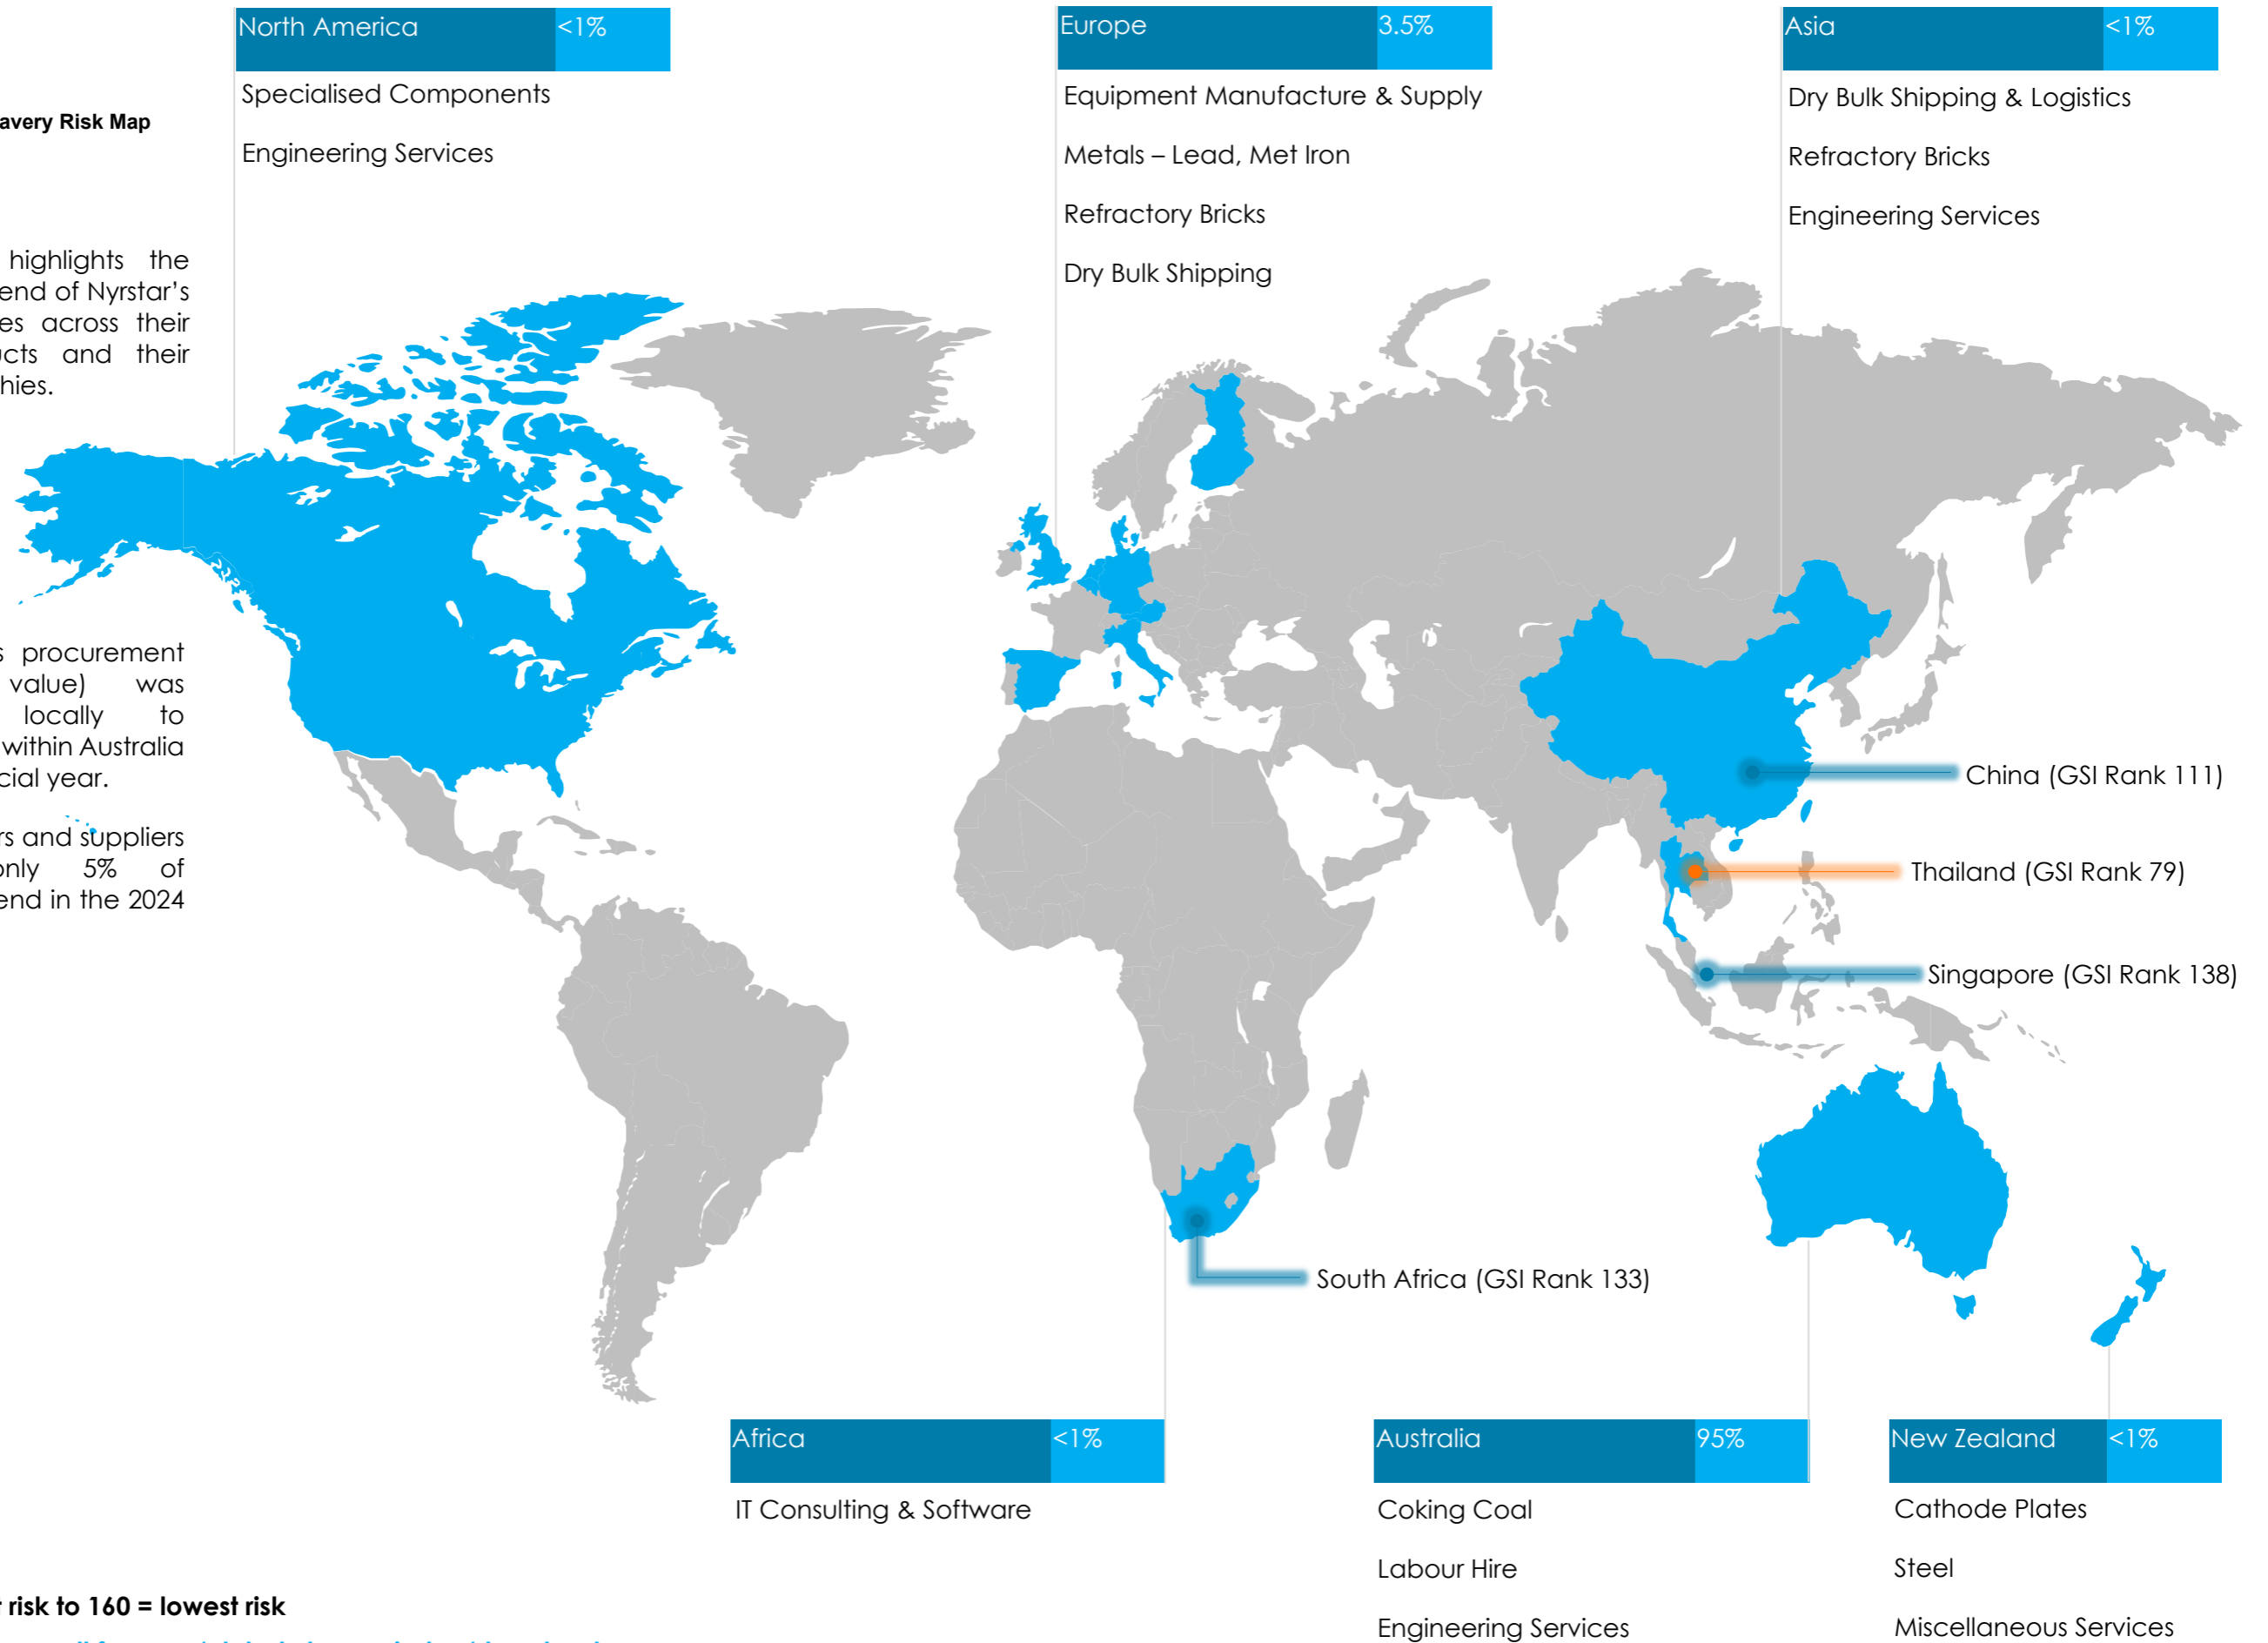 North America <1%
Specialised Components
Engineering Services
Europe 3.5%
Equipment Manufacture & Supply
Metals – Lead, Met Iron
Refractory Bricks
Dry Bulk Shipping
Asia <1%
Dry Bulk Shipping & Logistics
Refractory Bricks
Engineering Services
avery Risk Map
highlights the
end of Nyrstar's
es across their
ucts and their
hies.
s procurement
value) was
locally to
within Australia
cial year.
rs and suppliers
only 5% of
end in the 2024
China (GSI Rank 111)
Thailand (GSI Rank 79)
Singapore (GSI Rank 138)
South Africa (GSI Rank 133)
Africa <1%
IT Consulting & Software
Australia 95%
Coking Coal
Labour Hire
Engineering Services
New Zealand <1%
Cathode Plates
Steel
Miscellaneous Services
risk to 160 = lowest risk